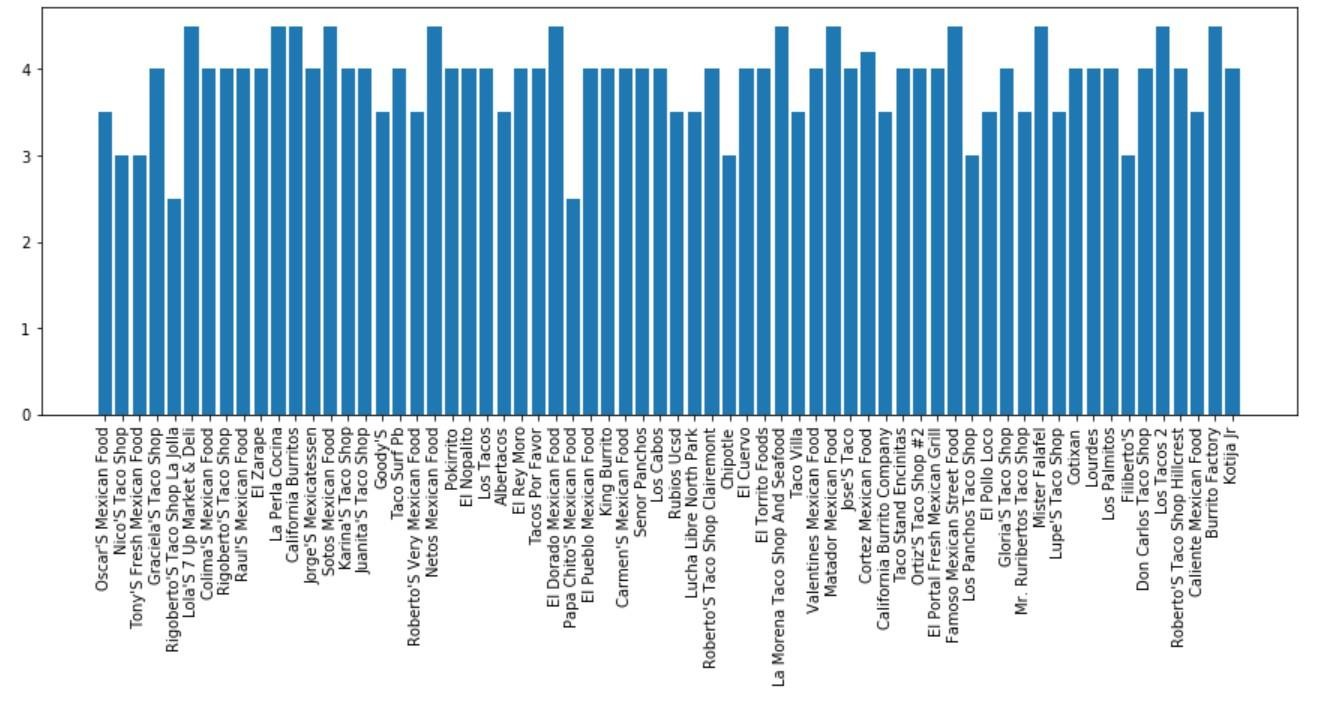 4
3
2
1
0
Oscar'S Mexican Food
Nico'S Taco Shop
Tony'S Fresh Mexican Food
Graciela'S Taco Shop
Rigoberto'S Taco Shop La Jolla
Lola'S 7 Up Market & Deli
Colima'S Mexican Food
Rigoberto'S Taco Shop
Raul'S Mexican Food
El Zarape
La Perla Cocina
California Burritos
Jorge'S Mexicatessen
Sotos Mexican Food
Karina'S Taco Shop
Juanita'S Taco Shop
Goody'S
Taco Surf Pb
Roberto'S Very Mexican Food
Netos Mexican Food
Pokirrito
El Nopalito
Los Tacos
Albertacos
El Rey Moro
Tacos Por Favor
El Dorado Mexican Food
Papa Chito'S Mexican Food
El Pueblo Mexican Food
King Burrito
Carmen'S Mexican Food
Senor Panchos
Los Cabos
Rubios Ucsd
Lucha Libre North Park
Roberto'S Taco Shop Clairemont
Chipotle
El Cuervo
El Torrito Foods
La Morena Taco Shop And Seafood
Taco Villa
Valentines Mexican Food
Matador Mexican Food
Jose'S Taco
Cortez Mexican Food
California Burrito Company
Taco Stand Encinitas
Ortiz'S Taco Shop #2
El Portal Fresh Mexican Grill
Famoso Mexican Street Food
Los Panchos Taco Shop
El Pollo Loco
Gloria'S Taco Shop
Mr. Ruribertos Taco Shop
Mister Falafel
Lupe'S Taco Shop
Cotixan
Lourdes
Los Palmitos
Filiberto'S
Don Carlos Taco Shop
Los Tacos 2
Roberto'S Taco Shop Hillcrest
Caliente Mexican Food
Burrito Factory
Kotija Jr